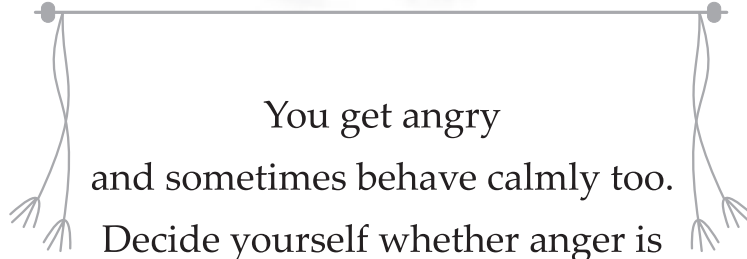 You get angry
and sometimes behave calmly too.
Decide yourself whether anger is